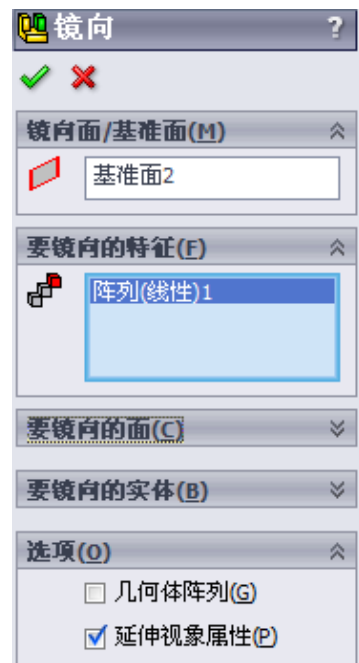 镜向 ?
镜向面/基准面(M)
基准面2
要镜向的特征(F)
阵列(线性)1
要镜向的面(C)
要镜向的实体(B)
选项(O)
几何体阵列(G)
延伸视象属性(P)